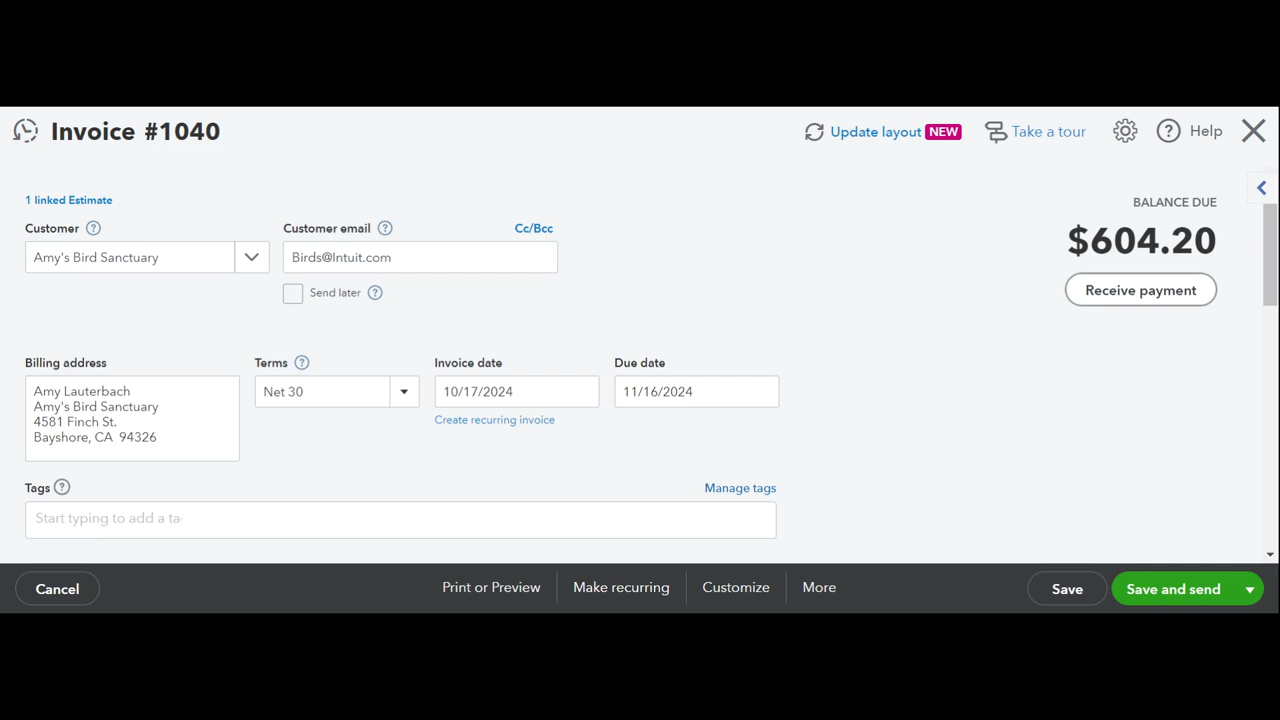 Invoice #1040
Update layout NEW
Take a tour
Help
1 linked Estimate
BALANCE DUE
$604.20
Receive payment
Customer
Customer email
Cc/Bcc
Amy's Bird Sanctuary
Birds@Intuit.com
Send later
Billing address
Terms
Invoice date
Due date
Amy Lauterbach
Amy's Bird Sanctuary
4581 Finch St.
Bayshore, CA 94326
Net 30
10/17/2024
11/16/2024
Create recurring invoice
Tags
Manage tags
Start typing to add a ta
Cancel
Print or Preview
Make recurring
Customize
More
Save
Save and send